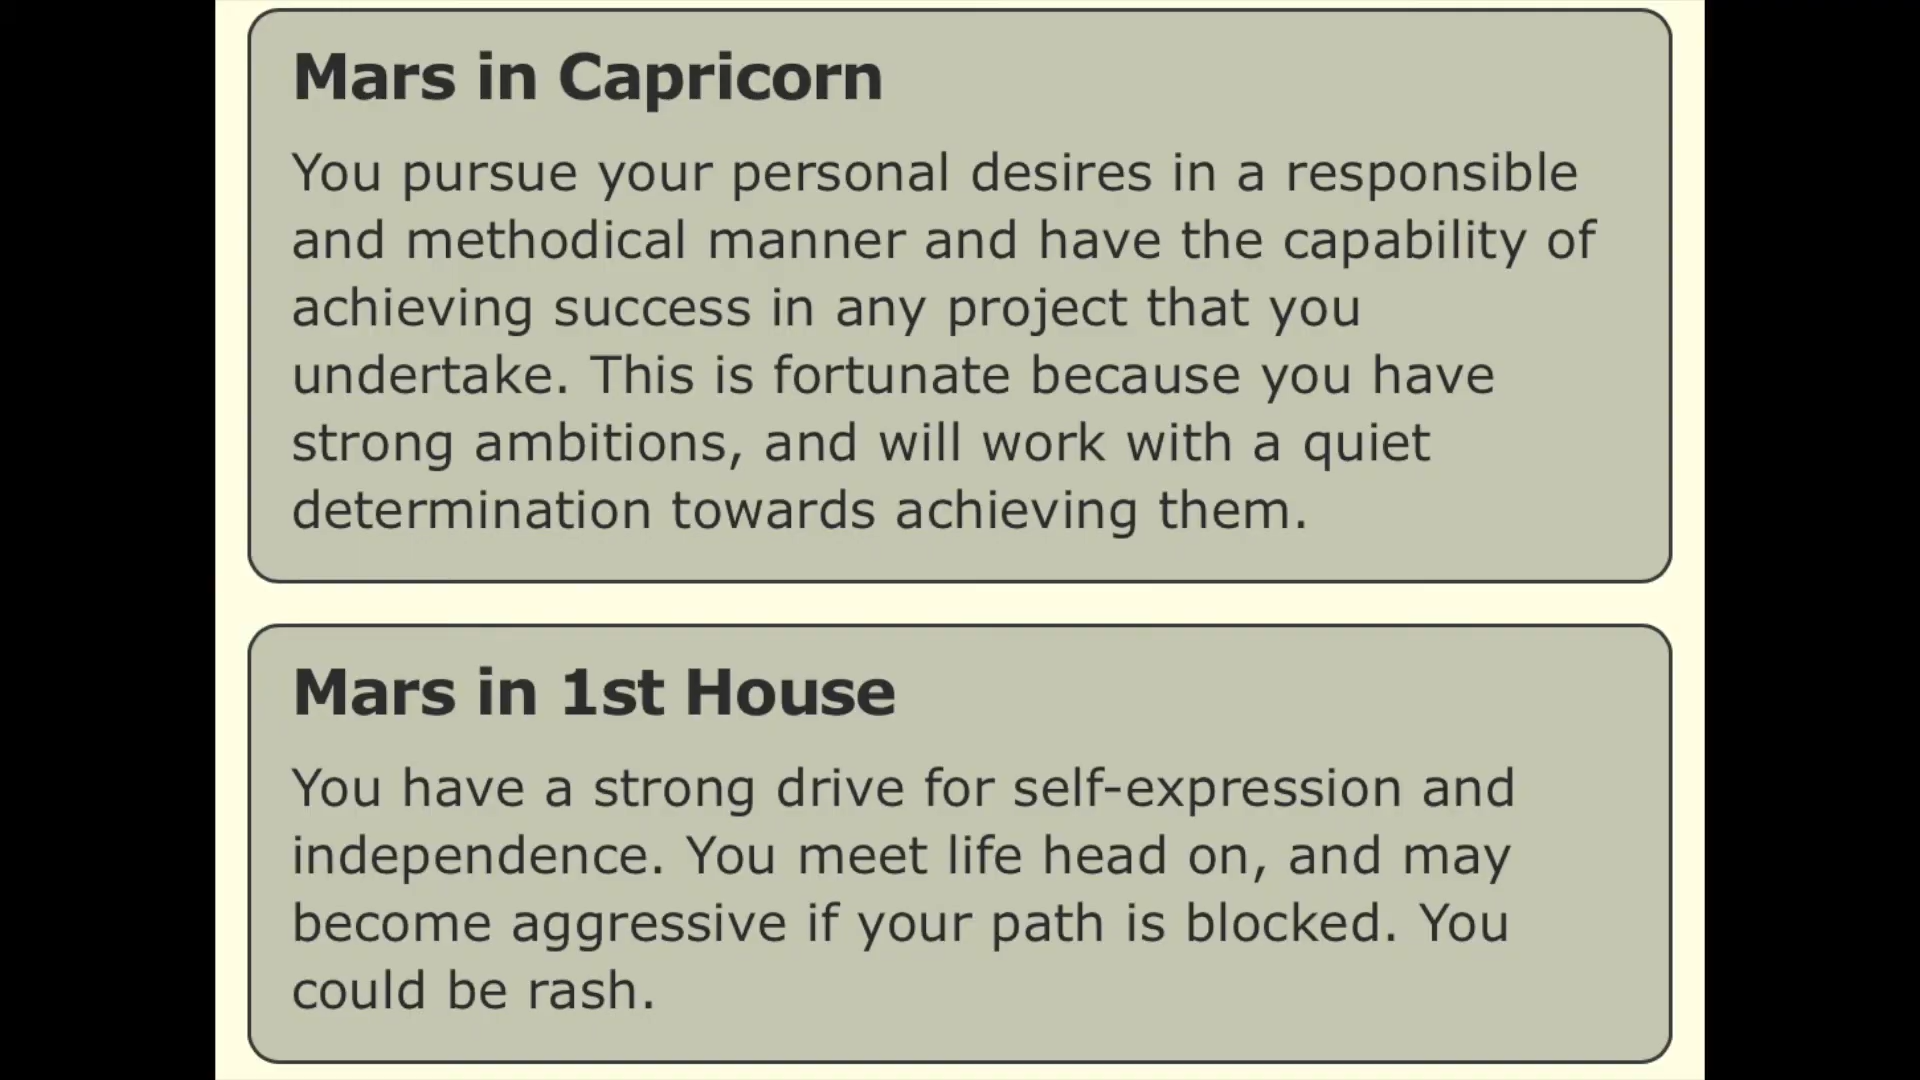 Mars in Capricorn
You pursue your personal desires in a responsible
and methodical manner and have the capability of
achieving success in any project that you
undertake. This is fortunate because you have
strong ambitions, and will work with a quiet
determination towards achieving them.
Mars in 1st House
You have a strong drive for self-expression and
independence. You meet life head on, and may
become aggressive if your path is blocked. You
could be rash.